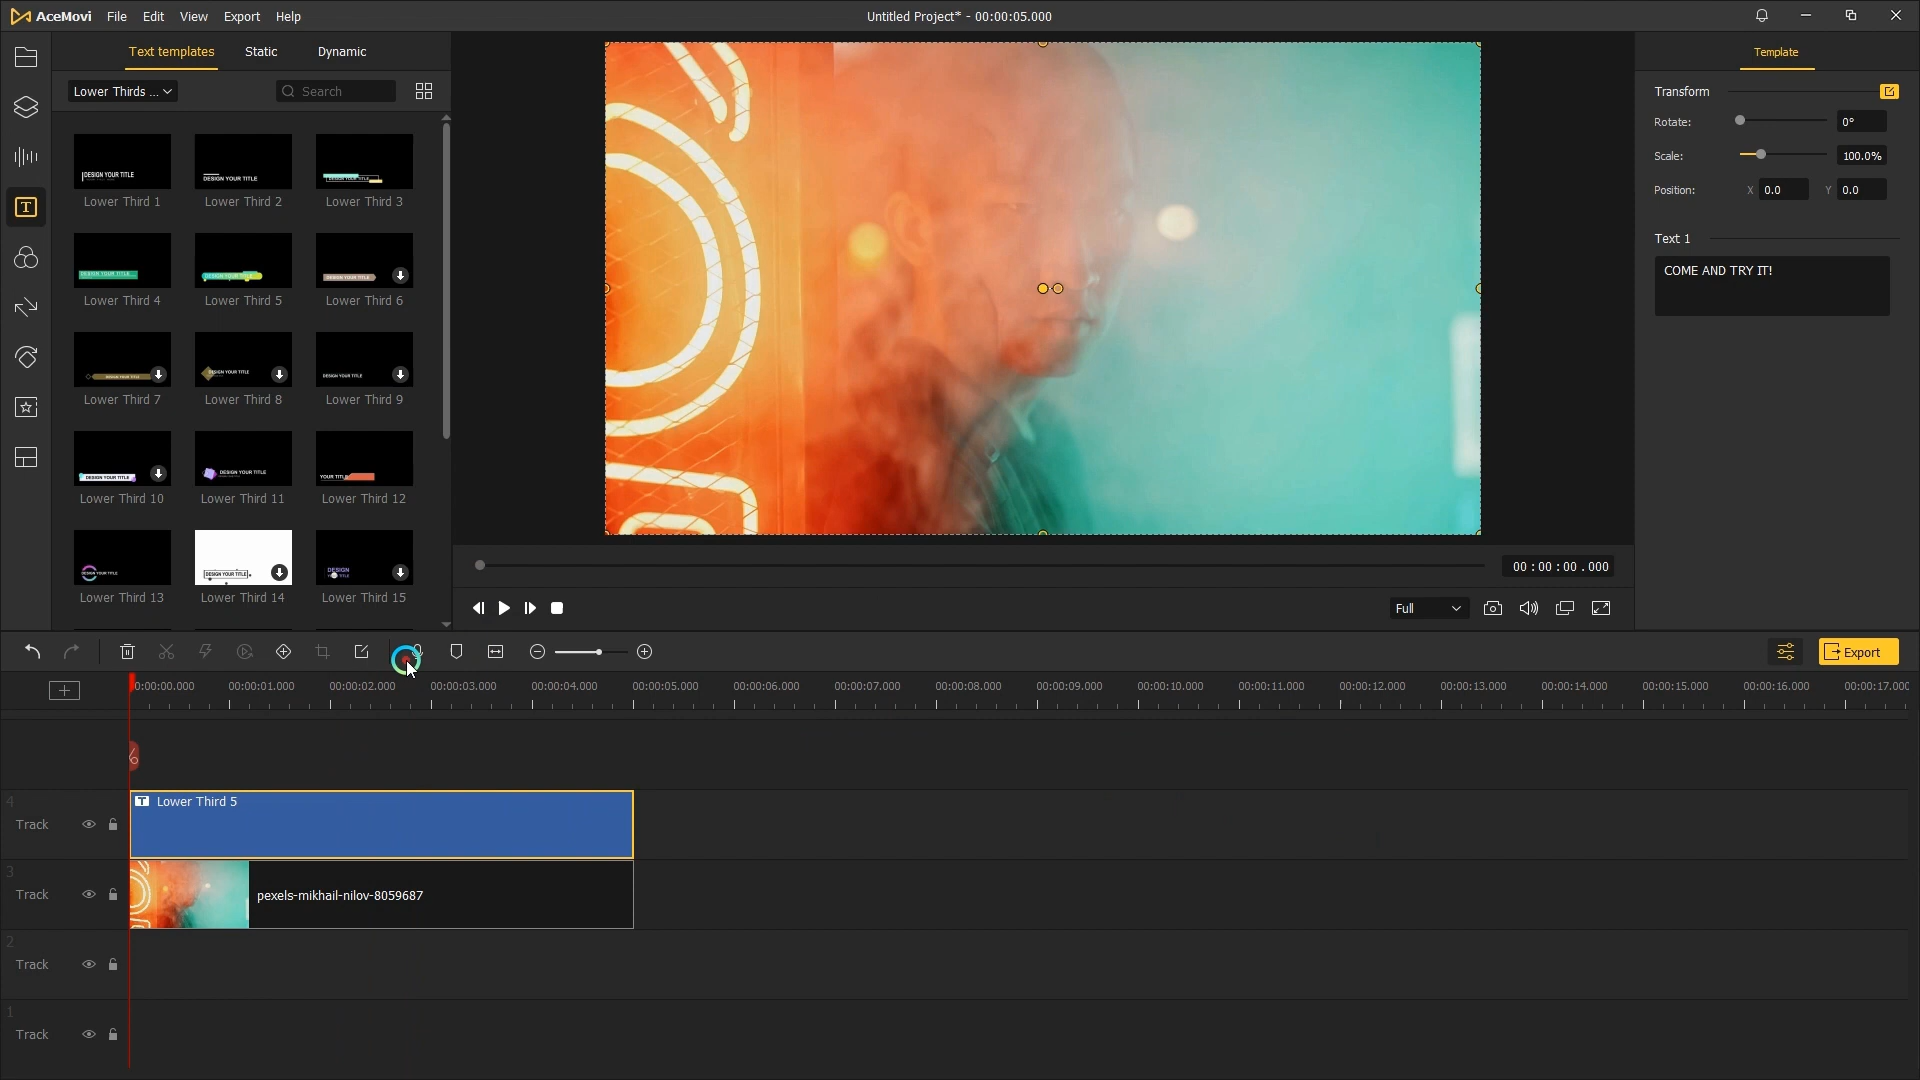 AceMovi File Edit View Export Help
Untitled Project* - 00:00:05.000
Text templates Static Dynamic
Template
Lower Thirds ... Search
Transform
Rotate: 0°
Scale: 100.0%
Position: X 0.0 Y 0.0
Text 1
COME AND TRY IT!
DESIGN YOUR TITLE DESIGN YOUR TITLE
Lower Third 1 Lower Third 2 Lower Third 3
DESIGN YOUR TITLE DESIGN YOUR TITLE DESIGN YOUR TITLE
Lower Third 4 Lower Third 5 Lower Third 6
DESIGN YOUR TITLE DESIGN YOUR TITLE DESIGN YOUR TITLE
Lower Third 7 Lower Third 8 Lower Third 9
DESIGN YOUR TITLE DESIGN YOUR TITLE YOUR TITLE
Lower Third 10 Lower Third 11 Lower Third 12
DESIGN YOUR TITLE DESIGN YOUR TITLE DESIGN
Lower Third 13 Lower Third 14 Lower Third 15
00 : 00 : 00 . 000
Full
Export
0:00:00.000 00:00:01.000 00:00:02.000 00:00:03.000 00:00:04.000 00:00:05.000 00:00:06.000 00:00:07.000 00:00:08.000 00:00:09.000 00:00:10.000 00:00:11.000 00:00:12.000 00:00:13.000 00:00:14.000 00:00:15.000 00:00:16.000 00:00:17.000
4
Track
T Lower Third 5
3
Track
pexels-mikhail-nilov-8059687
2
Track
1
Track